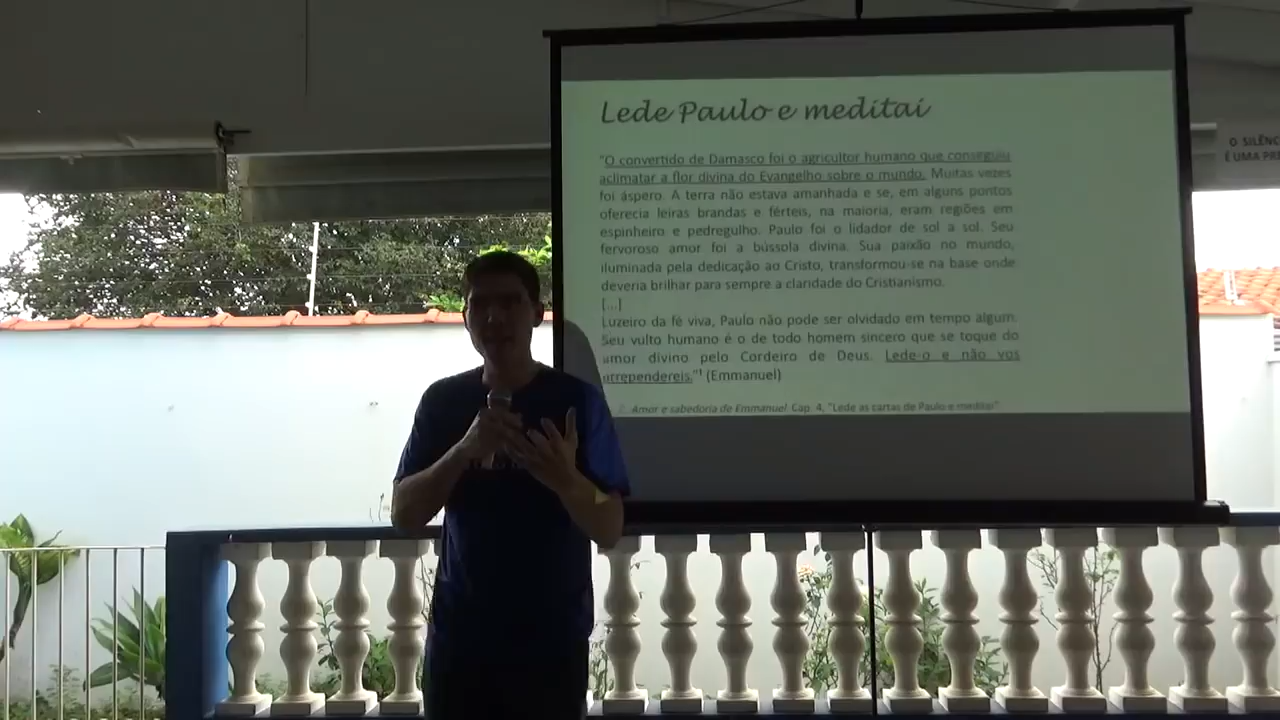 Lede Paulo e meditai
"O convertido de Damasco foi o agricultor humano que conseguiu
aclimatar a flor divina do Evangelho sobre o mundo. Muitas vezes
foi áspero. A terra não estava amanhada e se, em alguns pontos
oferecia leiras brandas e férteis, na maioria, eram regiões em
espinheiro e pedregulho. Paulo foi o lidador de sol a sol. Seu
fervoroso amor foi a bússola divina. Sua paixão no mundo,
iluminada pela dedicação ao Cristo, transformou-se na base onde
deveria brilhar para sempre a claridade do Cristianismo.
[...]
Luzeiro da fé viva, Paulo não pode ser olvidado em tempo algum.
Seu vulto humano é o de todo homem sincero que se toque do
amor divino pelo Cordeiro de Deus. Lede-o e não vos
arrependereis."¹ (Emmanuel)
Amor e sabedoria de Emmanuel. Cap. 4, "Lede as cartas de Paulo e meditai"
O SILÊNC
É UMA PRE